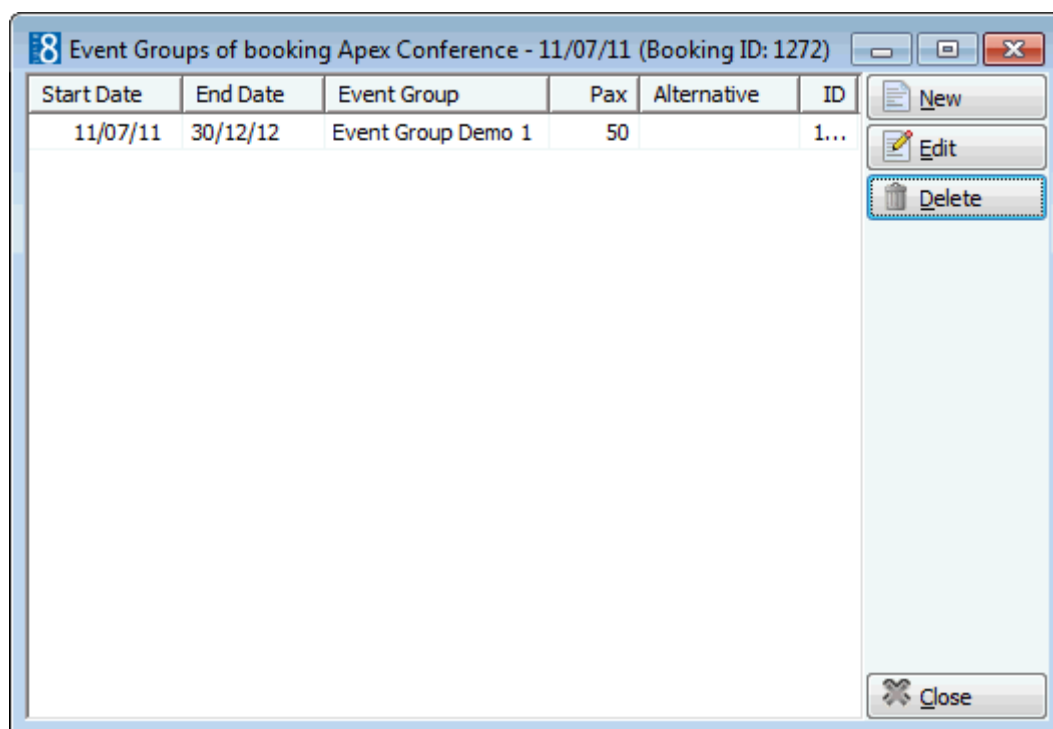 8 Event Groups of booking Apex Conference - 11/07/11 (Booking ID: 1272)
Start Date End Date Event Group Pax Alternative ID
11/07/11 30/12/12 Event Group Demo 1 50 1...
New
Edit
Delete
Close